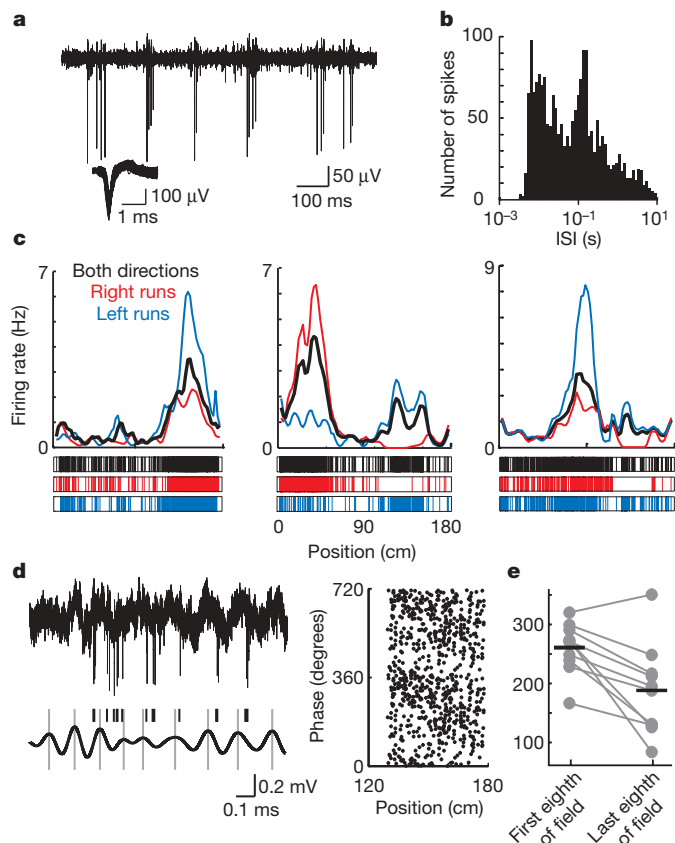 a
50 μV
100 ms
100 μV
1 ms
b
Number of spikes
100
50
0
10−3
10−1
101
ISI (s)
c
Firing rate (Hz)
7
0
Both directions
Right runs
Left runs
7
0
9
0
0
90
180
Position (cm)
d
0.2 mV
0.1 ms
Phase (degrees)
720
360
0
120
180
Position (cm)
e
300
200
100
First eighth
of field
Last eighth
of field